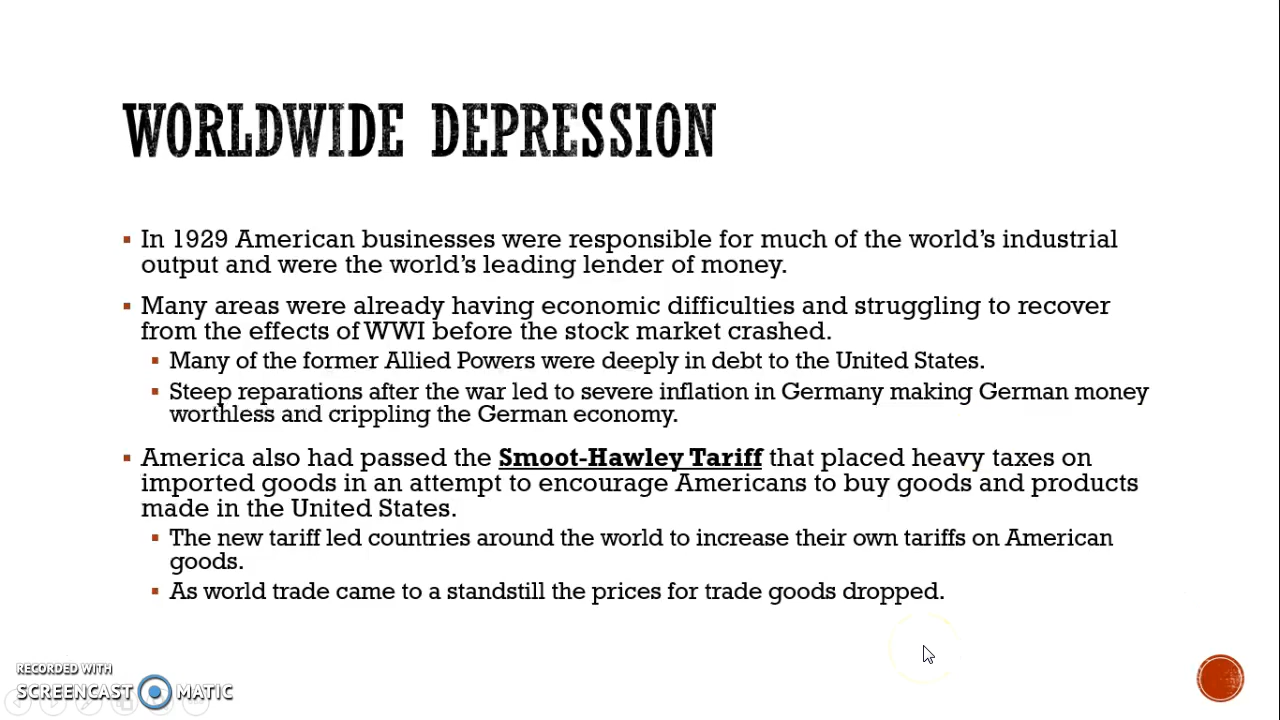 WORLDWIDE DEPRESSION
In 1929 American businesses were responsible for much of the world's industrial
output and were the world's leading lender of money.
Many areas were already having economic difficulties and struggling to recover
from the effects of WWI before the stock market crashed.
Many of the former Allied Powers were deeply in debt to the United States.
Steep reparations after the war led to severe inflation in Germany making German money
worthless and crippling the German economy.
America also had passed the Smoot-Hawley Tariff that placed heavy taxes on
imported goods in an attempt to encourage Americans to buy goods and products
made in the United States.
The new tariff led countries around the world to increase their own tariffs on American
goods.
As world trade came to a standstill the prices for trade goods dropped.
RECORDED WITH
SCREENCAST MATIC